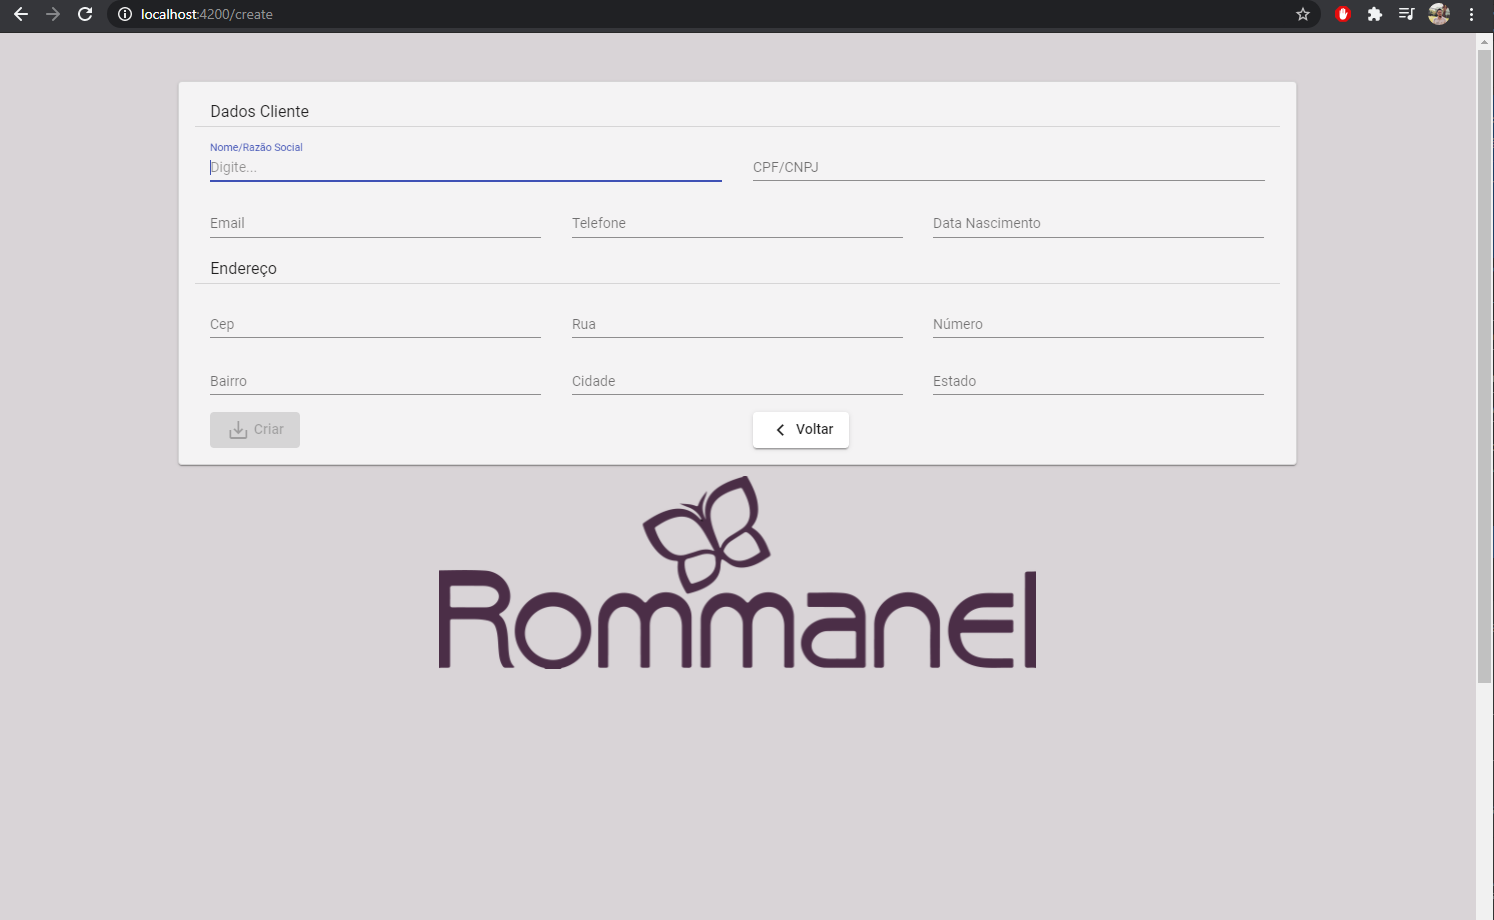 localhost:4200/create
Dados Cliente
Nome/Razão Social
Digite... CPF/CNPJ
Email Telefone Data Nascimento
Endereço
Cep Rua Número
Bairro Cidade Estado
Criar Voltar
Rommanel